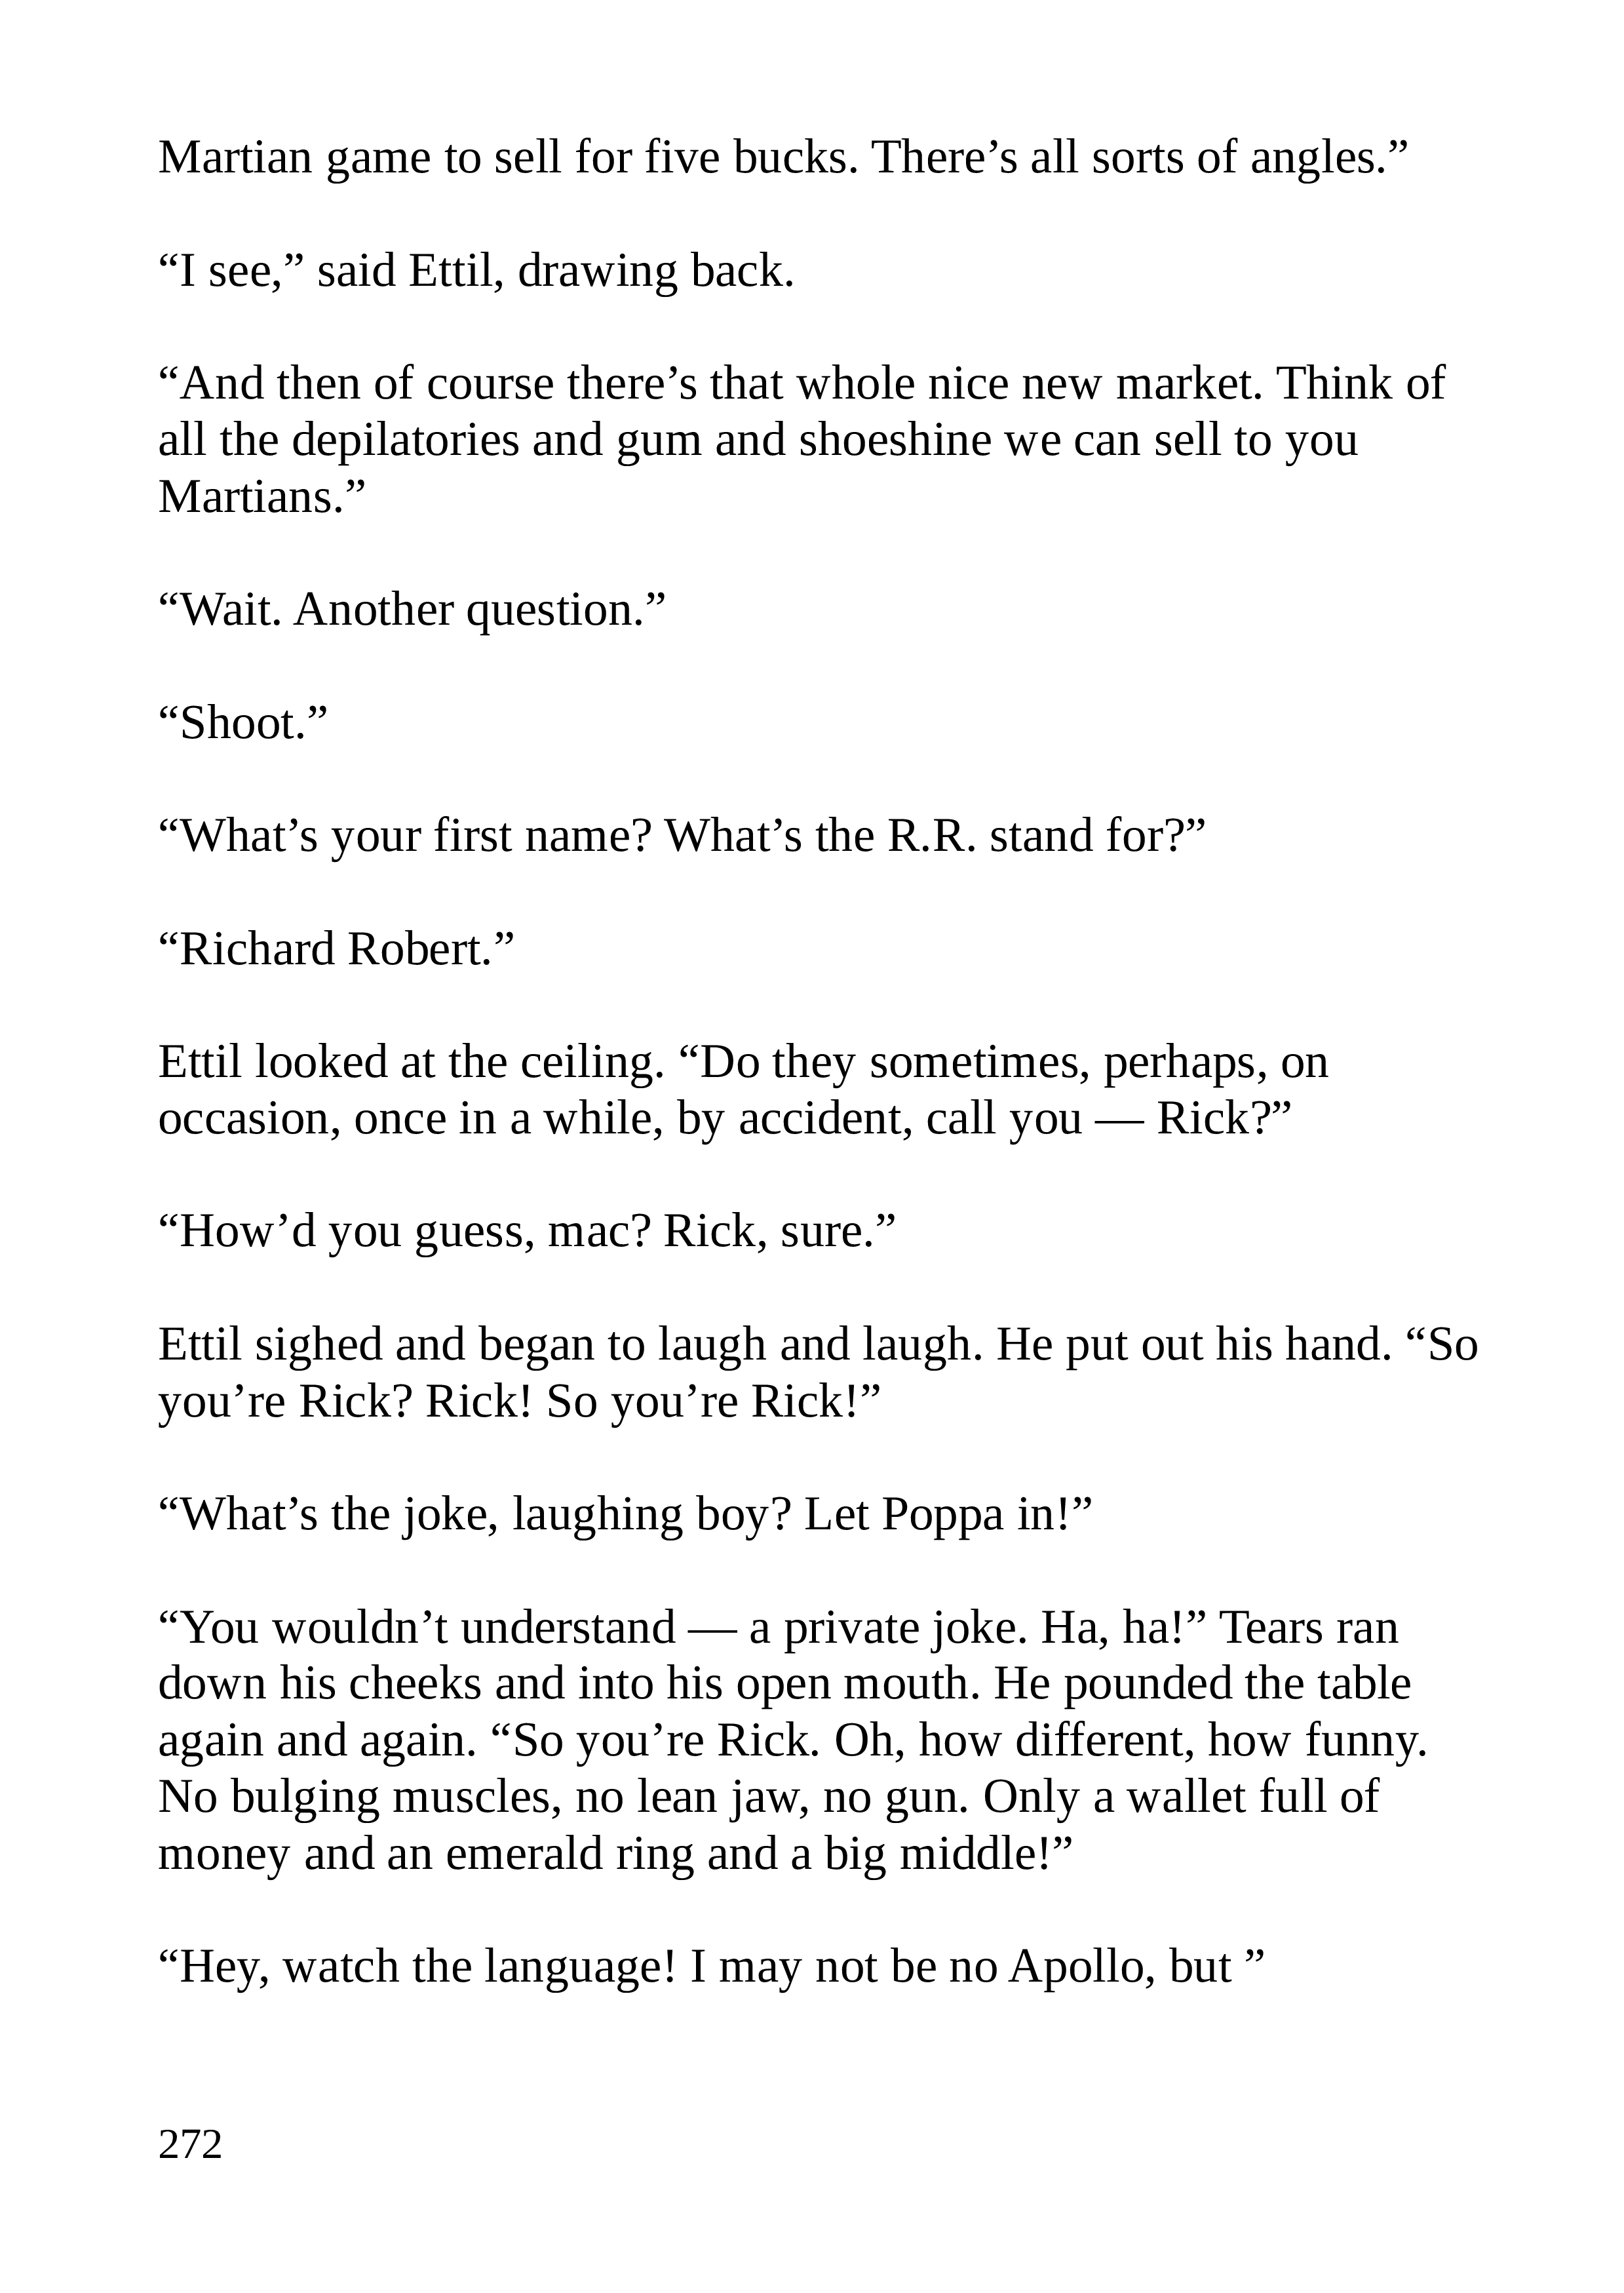 Martian game to sell for five bucks. There’s all sorts of angles.”
“I see,” said Ettil, drawing back.
“And then of course there’s that whole nice new market. Think of
all the depilatories and gum and shoeshine we can sell to you
Martians.”
“Wait. Another question.”
“Shoot.”
“What’s your first name? What’s the R.R. stand for?”
“Richard Robert.”
Ettil looked at the ceiling. “Do they sometimes, perhaps, on
occasion, once in a while, by accident, call you — Rick?”
“How’d you guess, mac? Rick, sure.”
Ettil sighed and began to laugh and laugh. He put out his hand. “So
you’re Rick? Rick! So you’re Rick!”
“What’s the joke, laughing boy? Let Poppa in!”
“You wouldn’t understand — a private joke. Ha, ha!” Tears ran
down his cheeks and into his open mouth. He pounded the table
again and again. “So you’re Rick. Oh, how different, how funny.
No bulging muscles, no lean jaw, no gun. Only a wallet full of
money and an emerald ring and a big middle!”
“Hey, watch the language! I may not be no Apollo, but ”
272